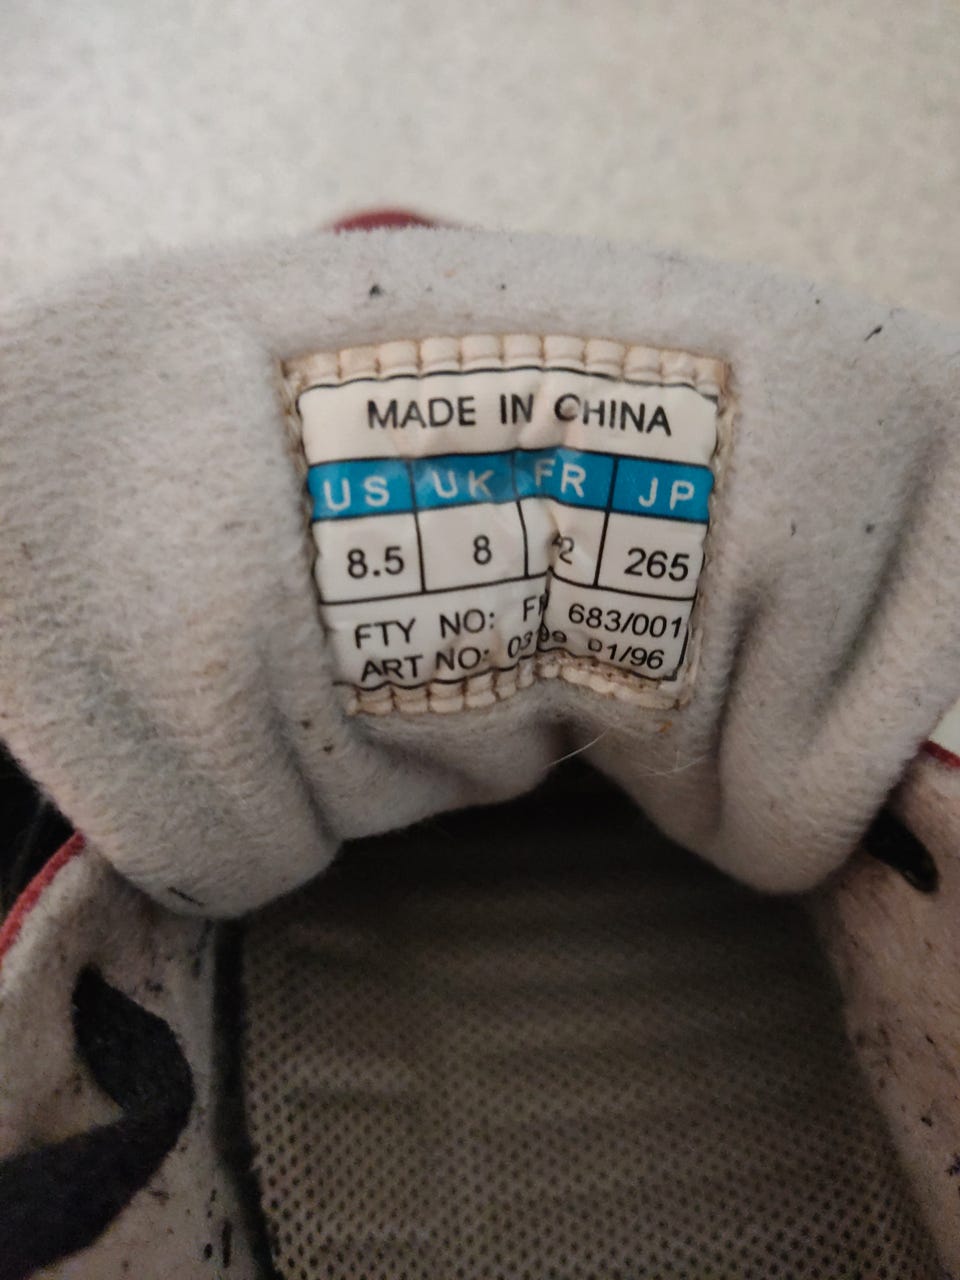 MADE IN CHINA
US UK FR JP
8.5 8 265
FTY NO: 683/001
ART NO: 01/96